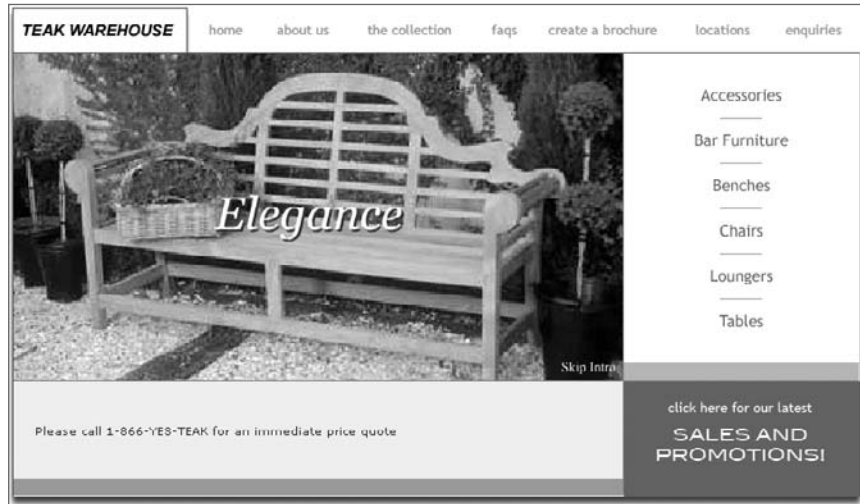 TEAK WAREHOUSE home about us the collection faqs create a brochure locations enquiries
Elegance
Skip Intro
Accessories
Bar Furniture
Benches
Chairs
Loungers
Tables
Please call 1-866-YES-TEAK for an immediate price quote
click here for our latest
SALES AND
PROMOTIONS!